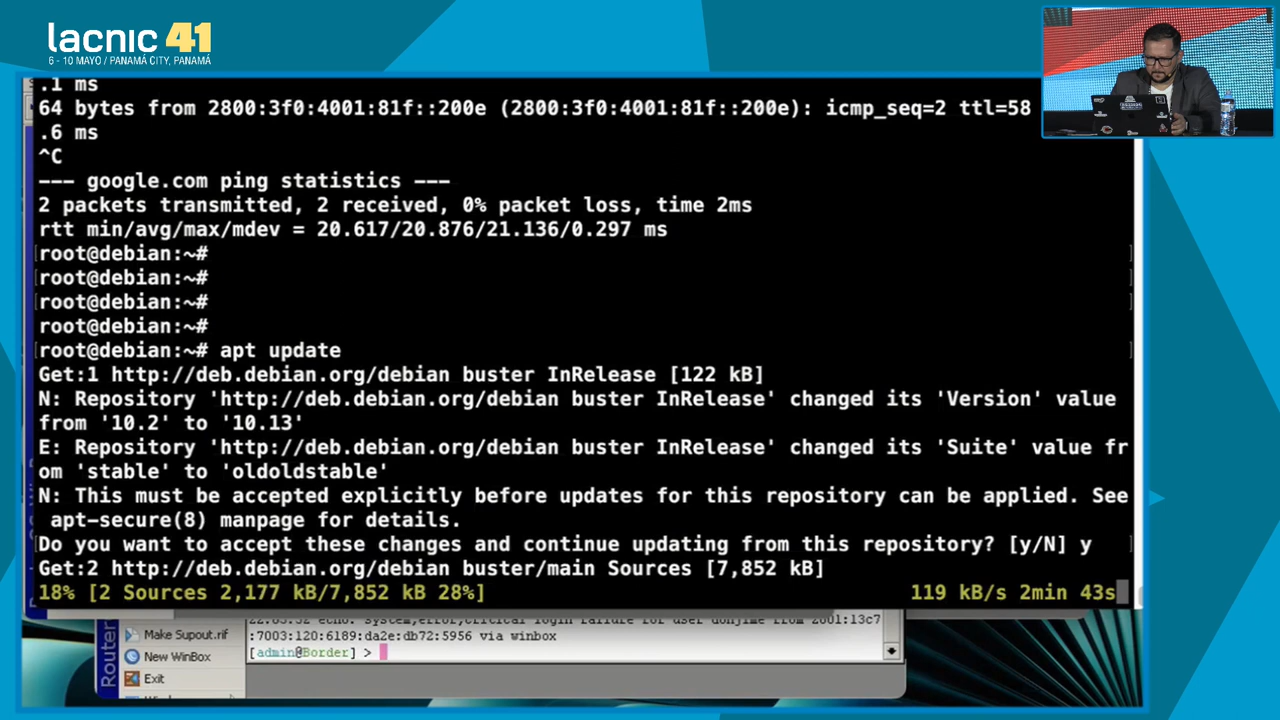 lacnic 41
6 - 10 MAYO / PANAMÁ CITY, PANAMÁ
.1 ms
64 bytes from 2800:3f0:4001:81f::200e (2800:3f0:4001:81f::200e): icmp_seq=2 ttl=58
.6 ms
^C
--- google.com ping statistics ---
2 packets transmitted, 2 received, 0% packet loss, time 2ms
rtt min/avg/max/mdev = 20.617/20.876/21.136/0.297 ms
root@debian:~#
root@debian:~#
root@debian:~#
root@debian:~#
root@debian:~# apt update
Get:1 http://deb.debian.org/debian buster InRelease [122 kB]
N: Repository 'http://deb.debian.org/debian buster InRelease' changed its 'Version' value
from '10.2' to '10.13'
E: Repository 'http://deb.debian.org/debian buster InRelease' changed its 'Suite' value fr
om 'stable' to 'oldoldstable'
N: This must be accepted explicitly before updates for this repository can be applied. See
apt-secure(8) manpage for details.
Do you want to accept these changes and continue updating from this repository? [y/N] y
Get:2 http://deb.debian.org/debian buster/main Sources [7,852 kB]
18% [2 Sources 2,177 kB/7,852 kB 28%] 119 kB/s 2min 43s
:7003:120:6189:da2e:db72:5956 via winbox
[admin@Border] >
Make Supout.rif
New WinBox
Exit
Router